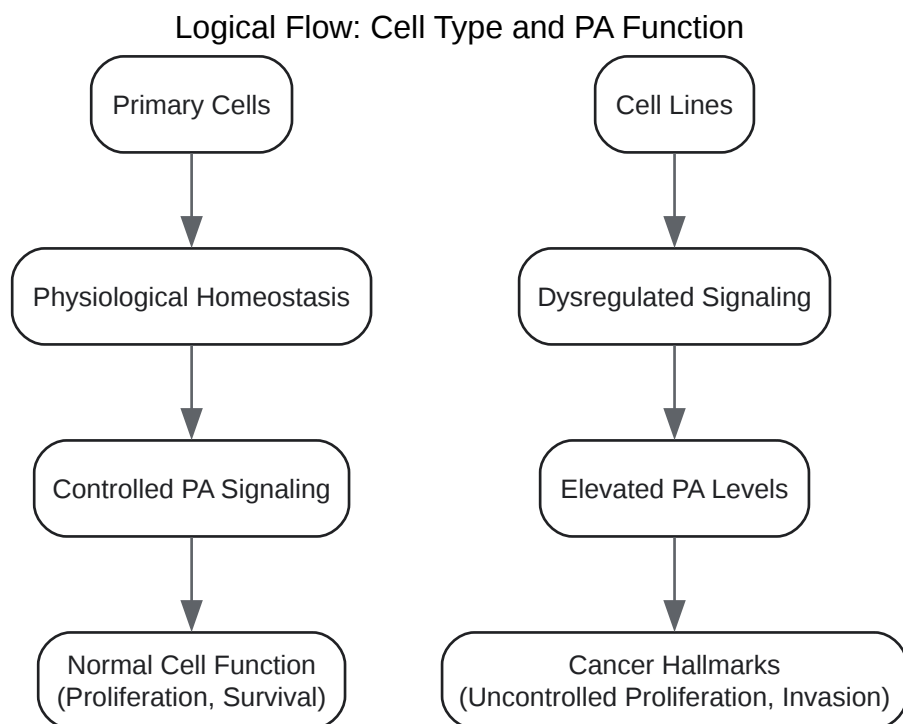 Logical Flow: Cell Type and PA Function
Primary Cells
Cell Lines
Physiological Homeostasis
Dysregulated Signaling
Controlled PA Signaling
Elevated PA Levels
Normal Cell Function
(Proliferation, Survival)
Cancer Hallmarks
(Uncontrolled Proliferation, Invasion)